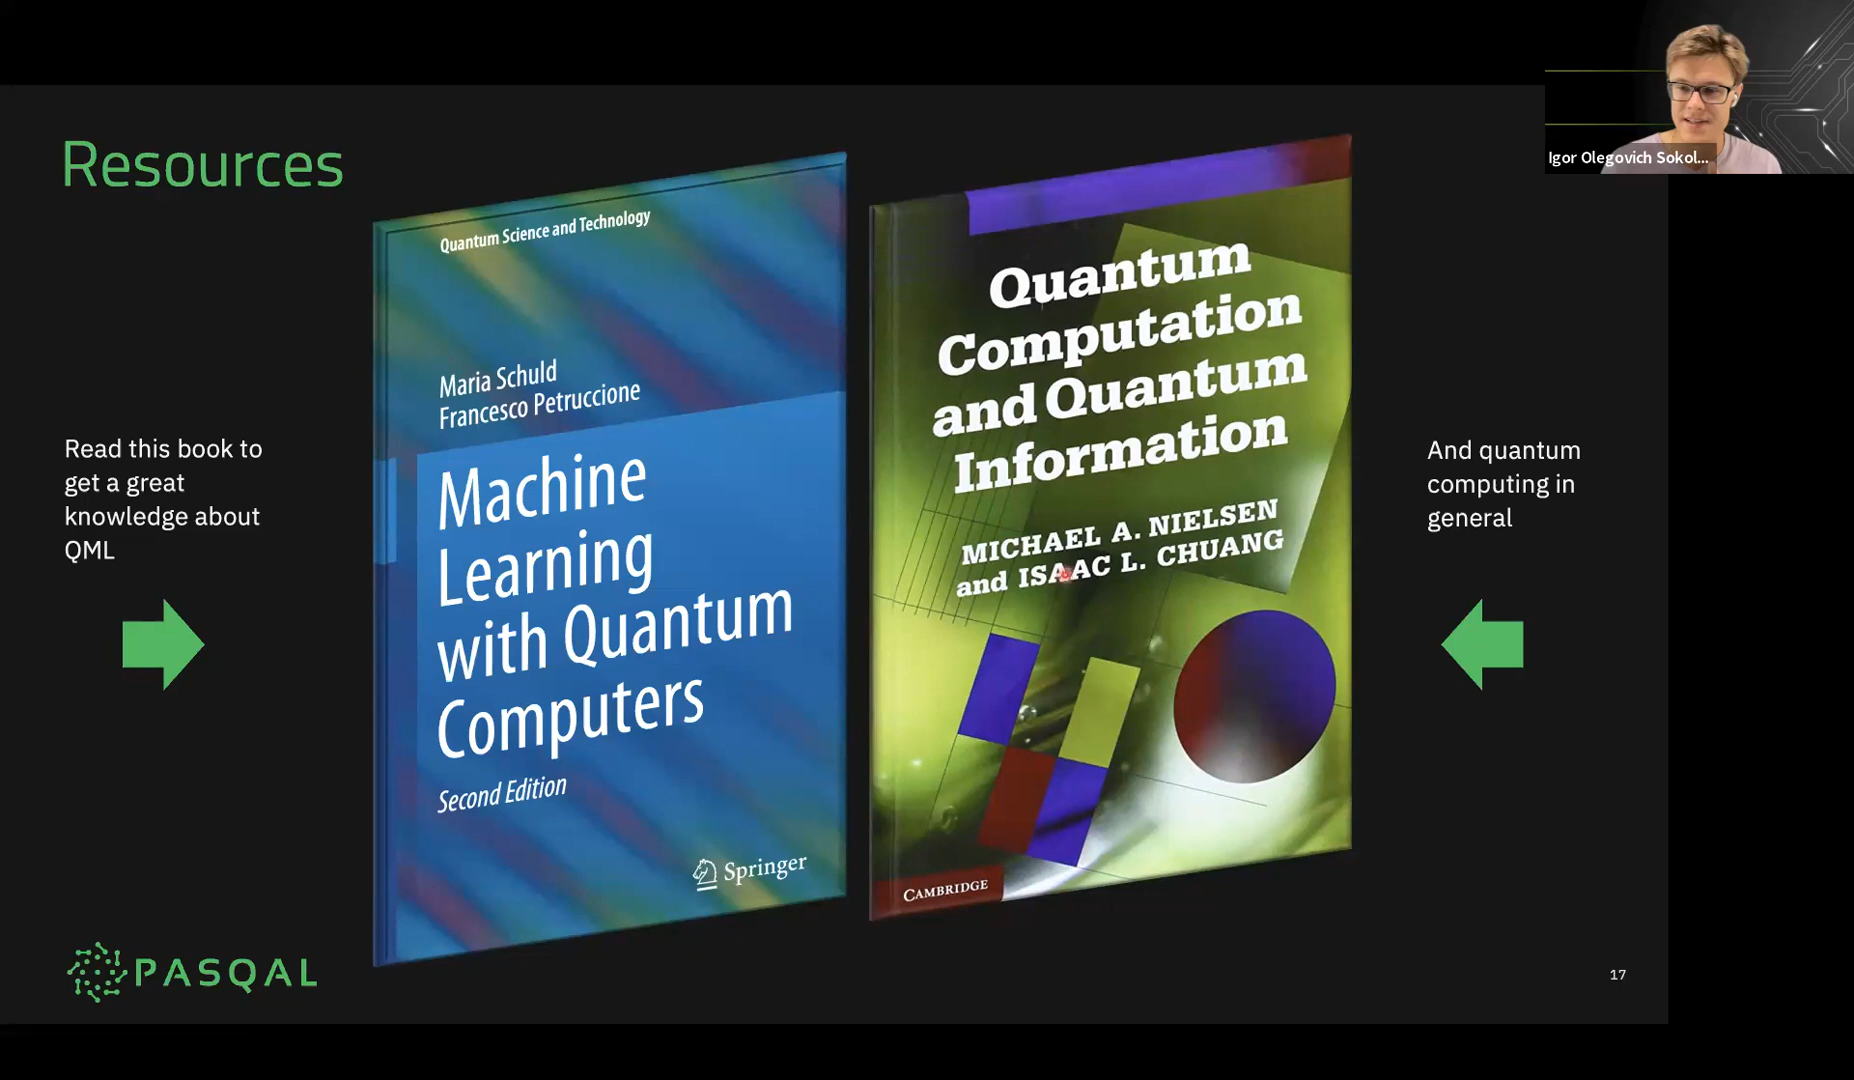 Resources
Igor Olegovich Sokol...
Quantum Science and Technology
Maria Schuld
Francesco Petruccione
Machine
Learning
with Quantum
Computers
Second Edition
Springer
Quantum
Computation
and Quantum
Information
MICHAEL A. NIELSEN
and ISAAC L. CHUANG
CAMBRIDGE
Read this book to
get a great
knowledge about
QML
And quantum
computing in
general
PASQAL
17